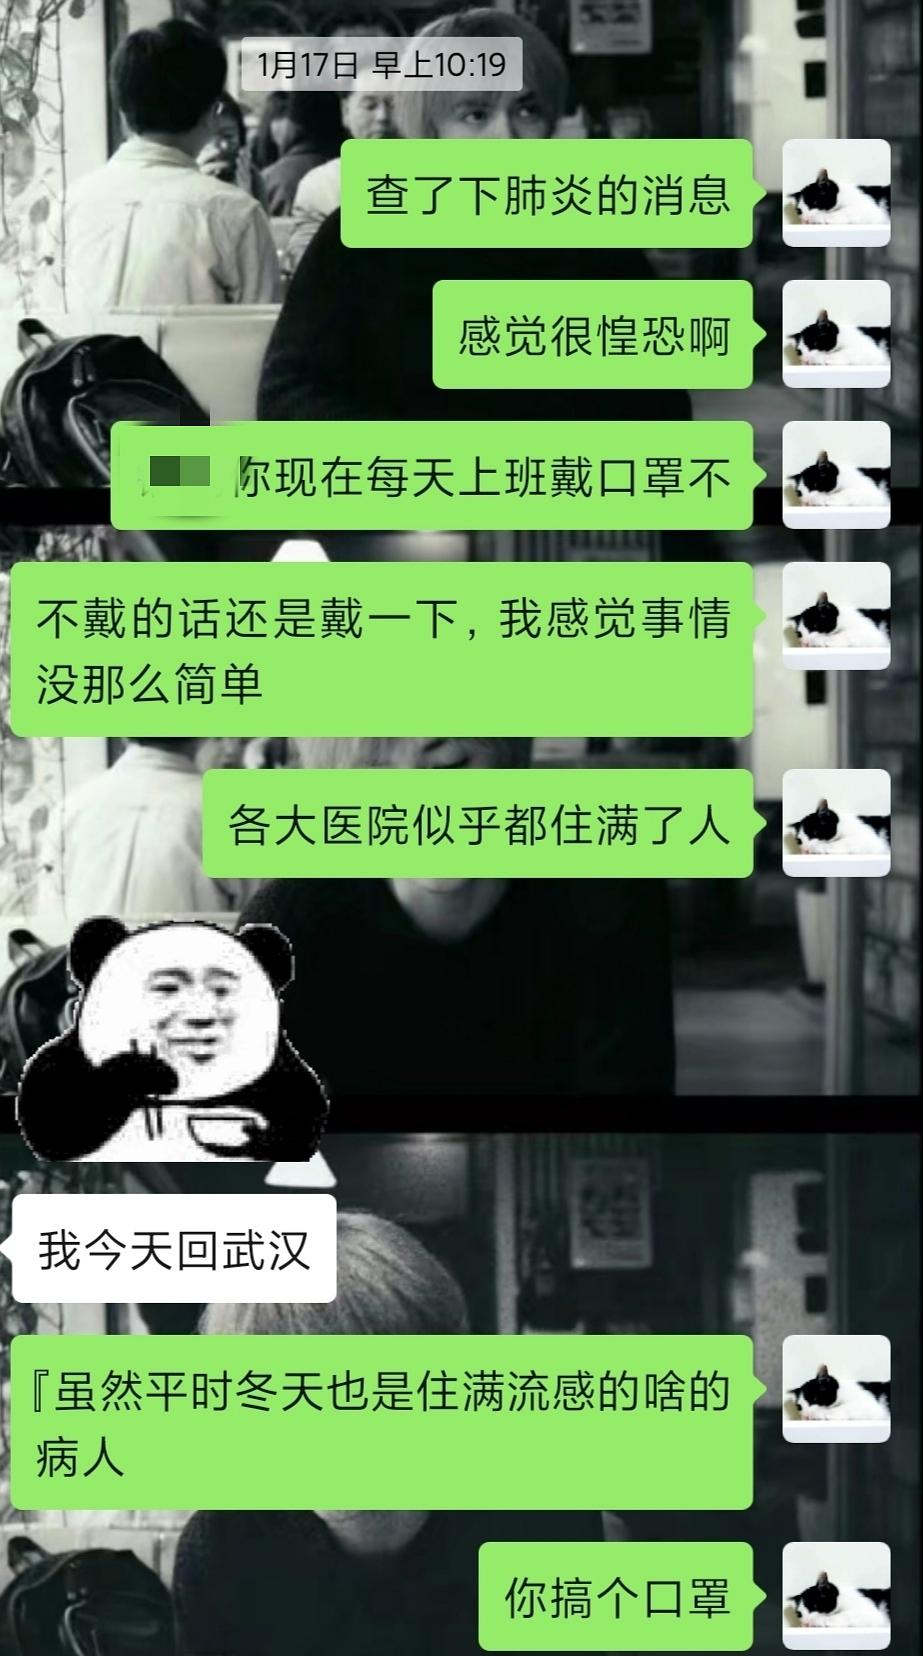 1月17日 早上10:19
查了下肺炎的消息
感觉很惶恐啊
你现在每天上班戴口罩不
不戴的话还是戴一下，我感觉事情
没那么简单
各大医院似乎都住满了人
我今天回武汉
『虽然平时冬天也是住满流感的啥的
病人
你搞个口罩